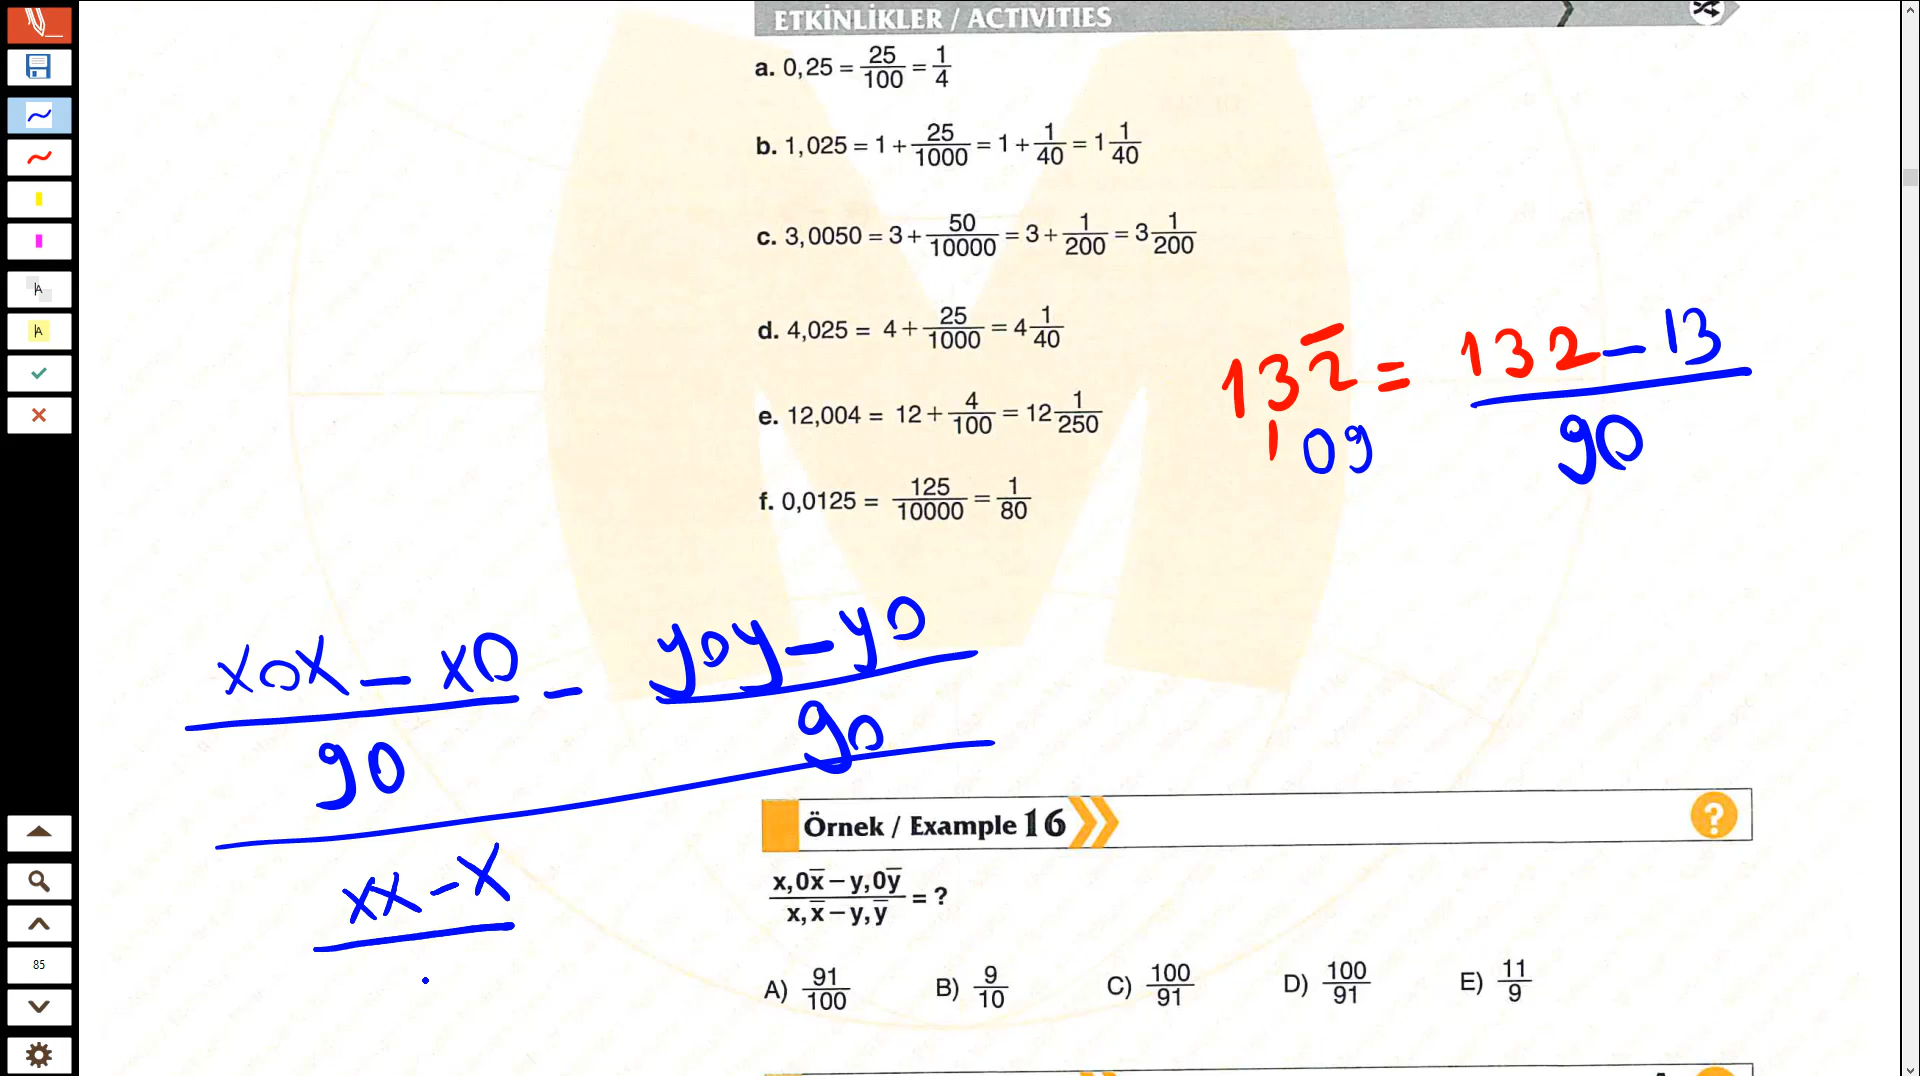 ETKİNLİKLER / ACTIVITIES
a. 0,25 = 25/100 = 1/4
b. 1,025 = 1 + 25/1000 = 1 + 1/40 = 1 1/40
c. 3,0050 = 3 + 50/10000 = 3 + 1/200 = 3 1/200
d. 4,025 = 4 + 25/1000 = 4 1/40
e. 12,004 = 12 + 4/100 = 12 1/250
f. 0,0125 = 125/10000 = 1/80
132̅ = 132 – 13
109
90
x0x – x0 – y0y – y0
90 90
xx – x
Örnek / Example 16
?
x,0x̅ – y,0y̅
x,x̅ – y,y̅ = ?
A) 91/100 B) 9/10 C) 100/91 D) 100/91 E) 11/9
A
A
85